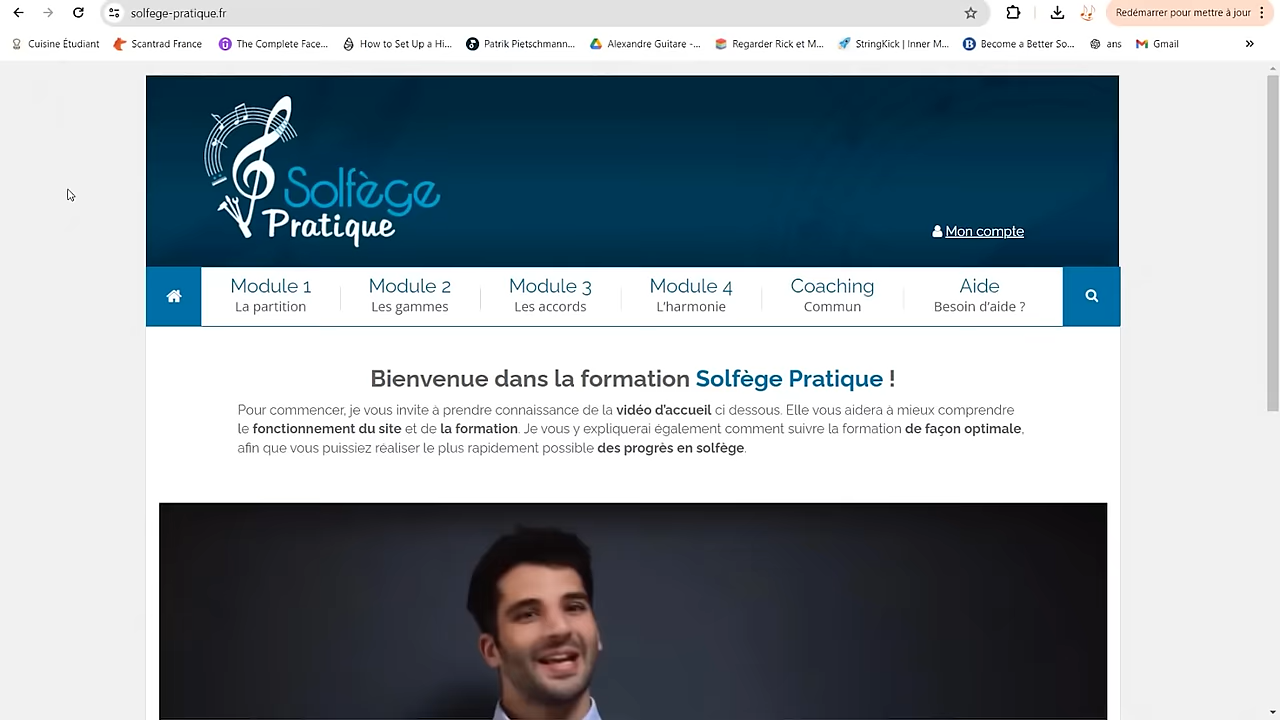 solfege-pratique.fr
Redémarrer pour mettre à jour
Cuisine Étudiant
Scantrad France
The Complete Face...
How to Set Up a Hi...
Patrik Pietschmann...
Alexandre Guitare -...
Regarder Rick et M...
StringKick | Inner M...
Become a Better So...
ans
Gmail
Solfège
Pratique
Mon compte
Module 1
La partition
Module 2
Les gammes
Module 3
Les accords
Module 4
L'harmonie
Coaching
Commun
Aide
Besoin d'aide ?
Bienvenue dans la formation Solfège Pratique !
Pour commencer, je vous invite à prendre connaissance de la vidéo d'accueil ci dessous. Elle vous aidera à mieux comprendre
le fonctionnement du site et de la formation. Je vous y expliquerai également comment suivre la formation de façon optimale,
afin que vous puissiez réaliser le plus rapidement possible des progrès en solfège.